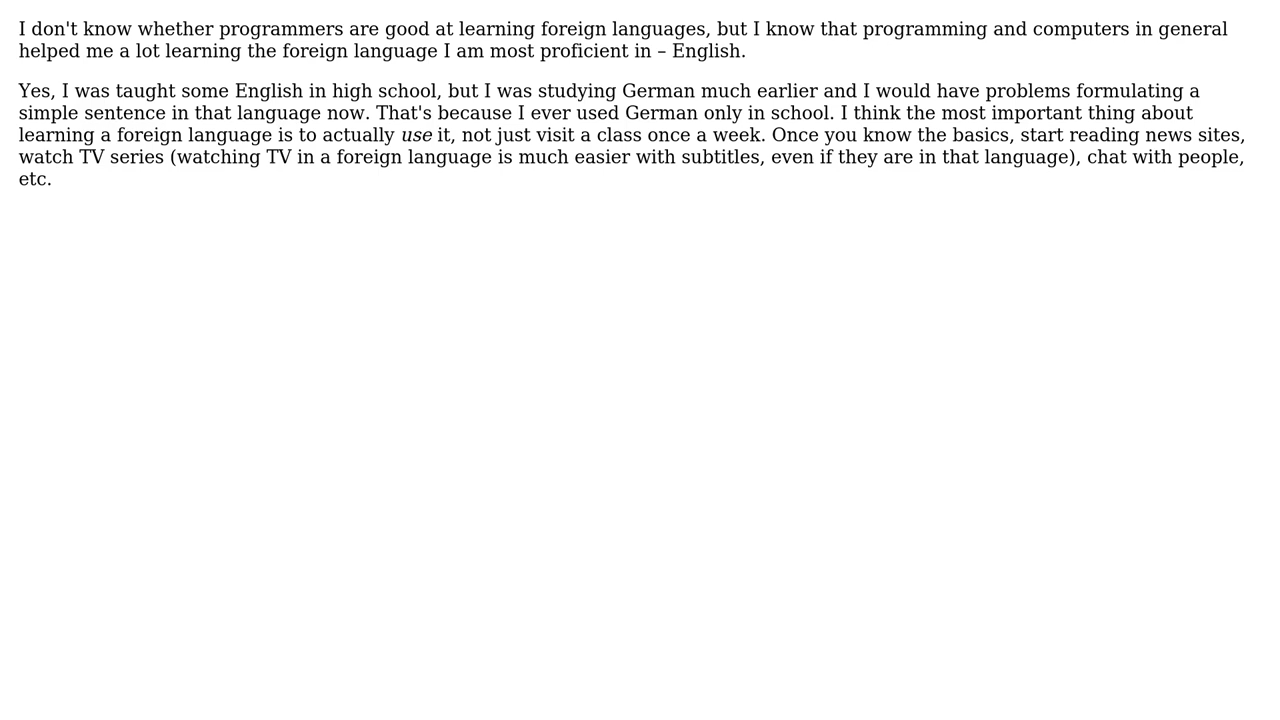 I don't know whether programmers are good at learning foreign languages, but I know that programming and computers in general
helped me a lot learning the foreign language I am most proficient in – English.
Yes, I was taught some English in high school, but I was studying German much earlier and I would have problems formulating a
simple sentence in that language now. That's because I ever used German only in school. I think the most important thing about
learning a foreign language is to actually use it, not just visit a class once a week. Once you know the basics, start reading news sites,
watch TV series (watching TV in a foreign language is much easier with subtitles, even if they are in that language), chat with people,
etc.